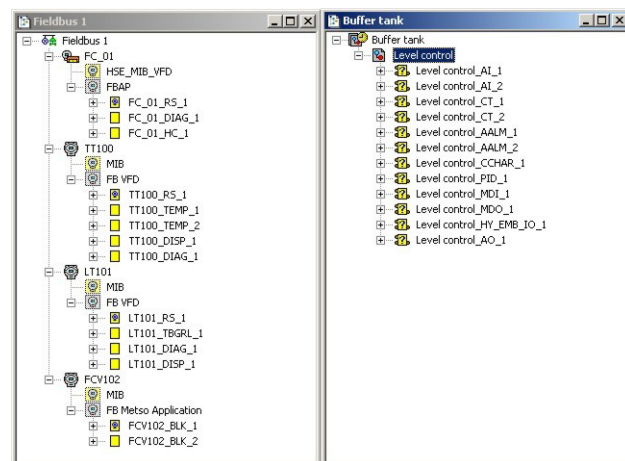 Fieldbus 1
Fieldbus 1
FC_01
HSE_MIB_VFD
FBAP
FC_01_RS_1
FC_01_DIAG_1
FC_01_HC_1
TT100
MIB
FB VFD
TT100_RS_1
TT100_TEMP_1
TT100_TEMP_2
TT100_DISP_1
TT100_DIAG_1
LT101
MIB
FB VFD
LT101_RS_1
LT101_TBGRL_1
LT101_DIAG_1
LT101_DISP_1
FCV102
MIB
FB Metso Application
FCV102_BLK_1
FCV102_BLK_2
Buffer tank
Buffer tank
Level control
Level control_AI_1
Level control_AI_2
Level control_CT_1
Level control_CT_2
Level control_AALM_1
Level control_AALM_2
Level control_CCHAR_1
Level control_PID_1
Level control_MDI_1
Level control_MDO_1
Level control_HY_EMB_IO_1
Level control_AO_1